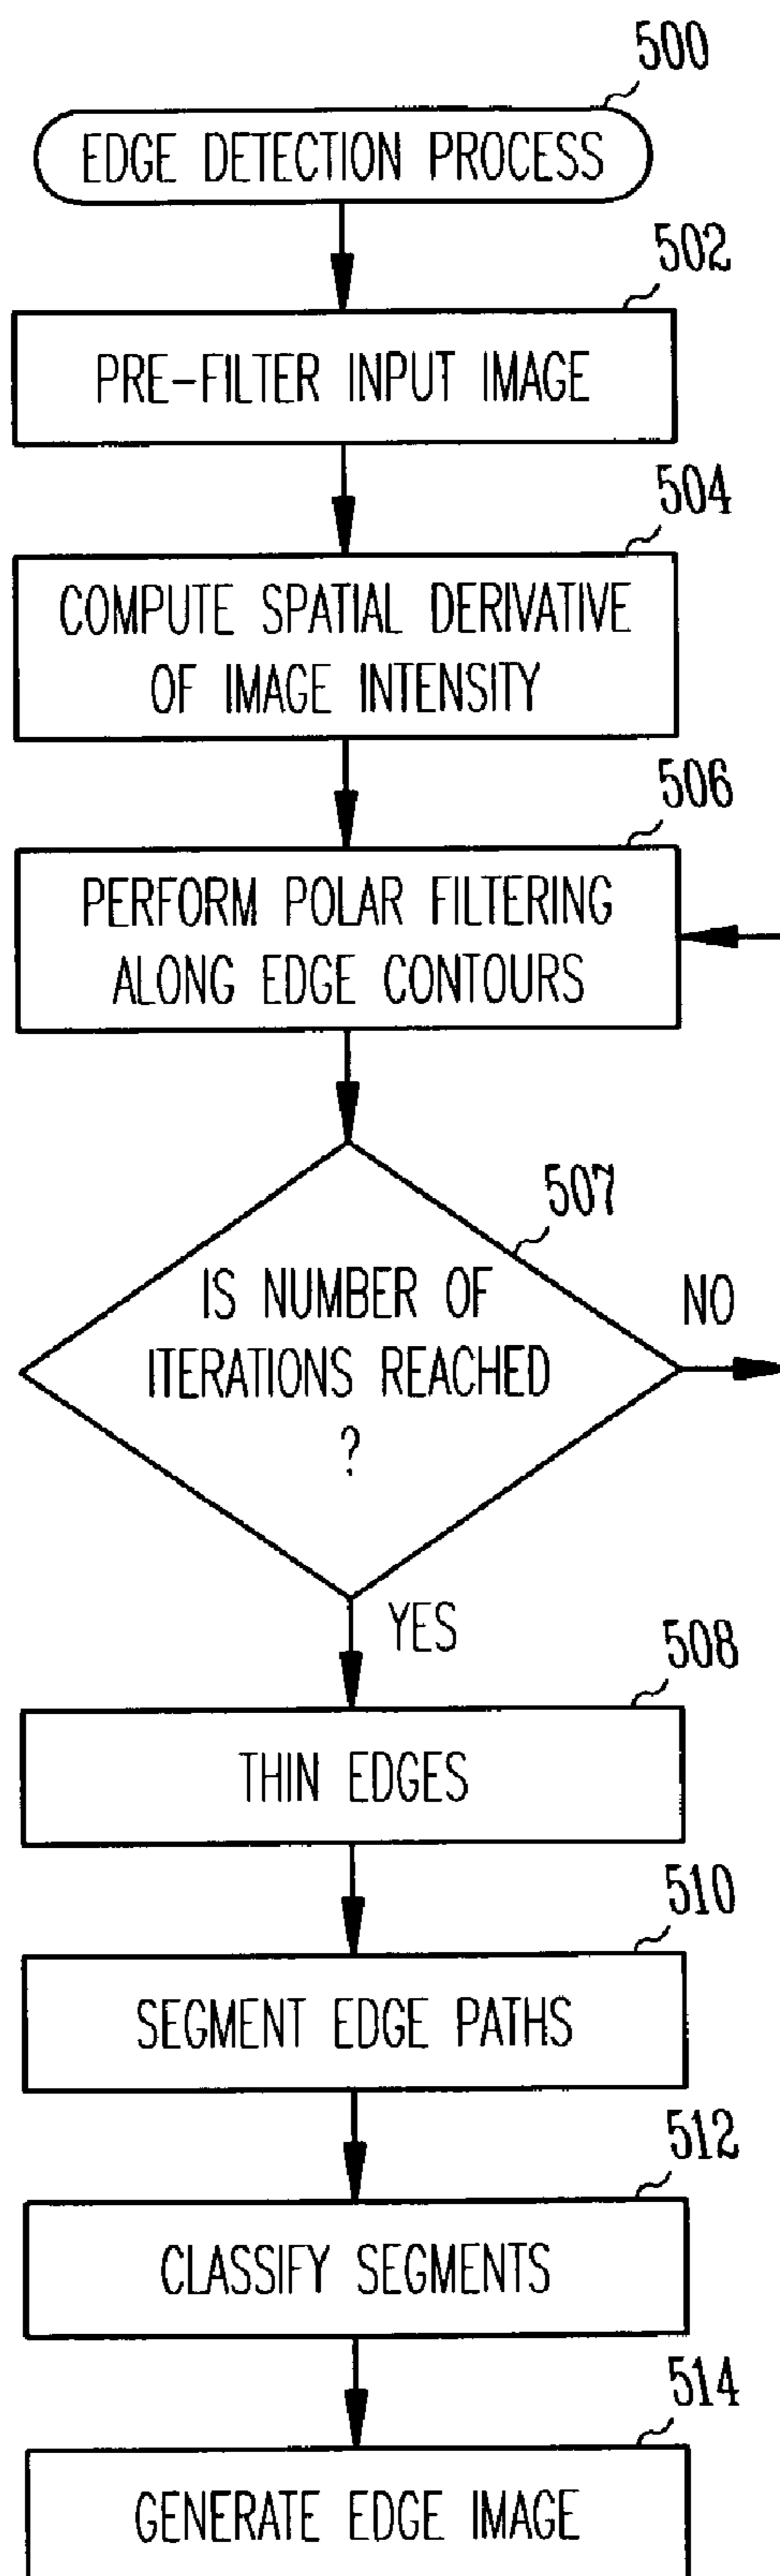 500
EDGE DETECTION PROCESS
502
PRE-FILTER INPUT IMAGE
504
COMPUTE SPATIAL DERIVATIVE
OF IMAGE INTENSITY
506
PERFORM POLAR FILTERING
ALONG EDGE CONTOURS
507
IS NUMBER OF
ITERATIONS REACHED
?
NO
YES
508
THIN EDGES
510
SEGMENT EDGE PATHS
512
CLASSIFY SEGMENTS
514
GENERATE EDGE IMAGE